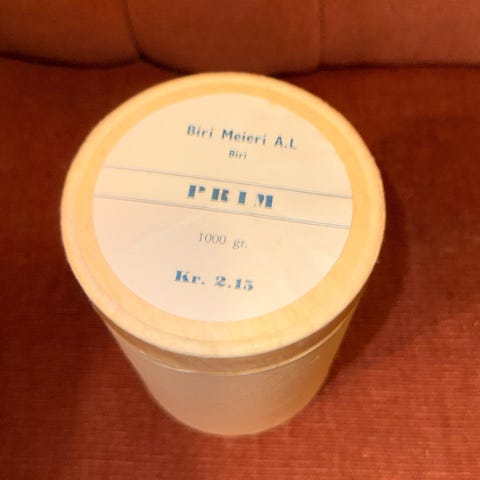 Biri Meieri A.L
Biri
PRIM
1000 gr.
Kr. 2.15